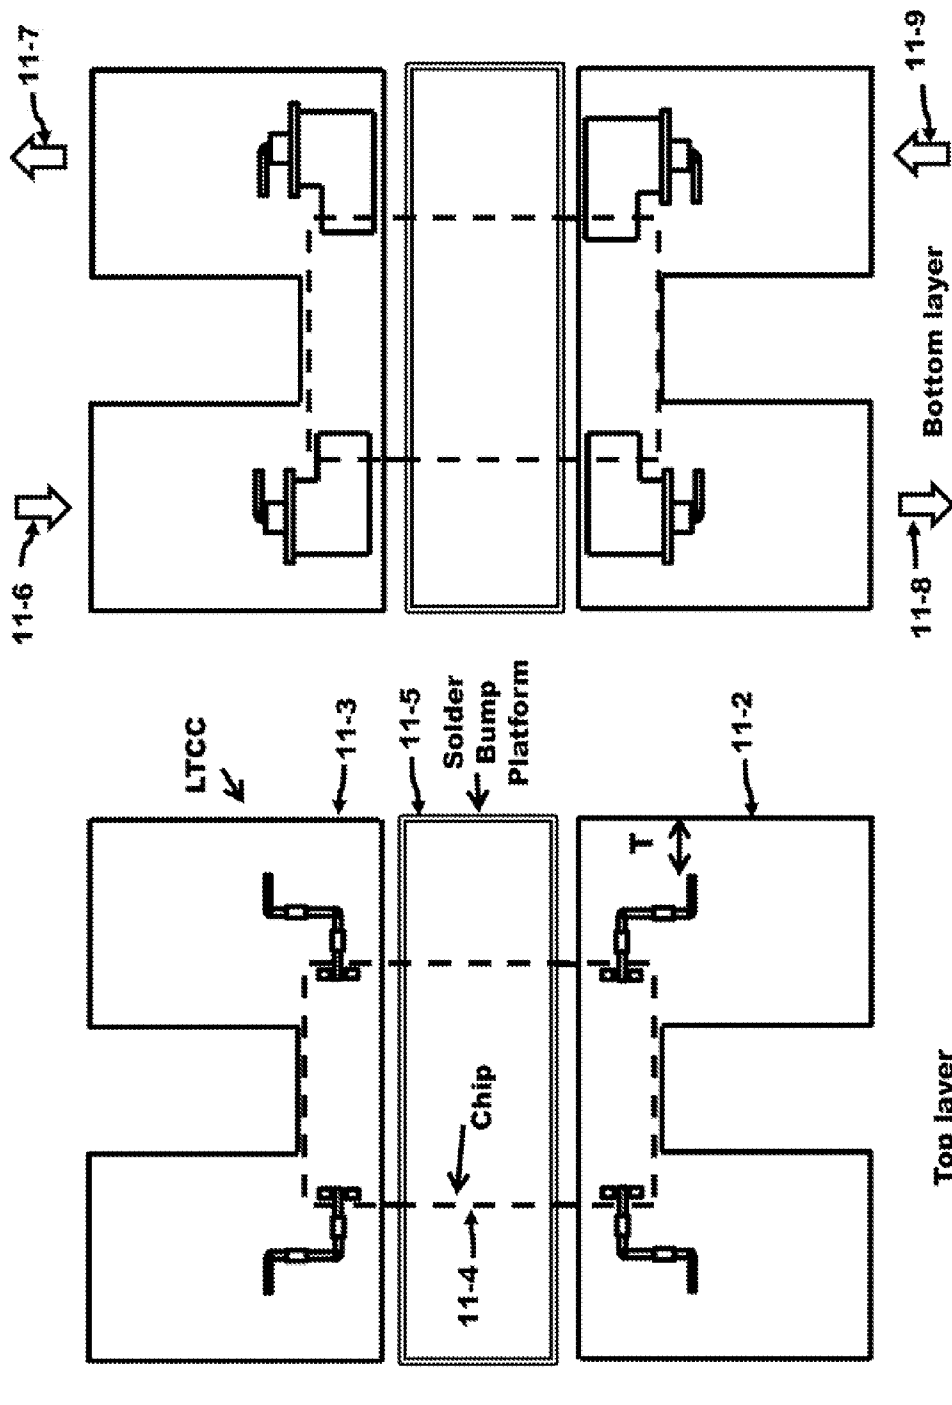 LTCC
11-3
11-5
Solder
Bump
Platform
11-2
T
Chip
11-4
Top layer
11-6
11-7
11-8
11-9
Bottom layer